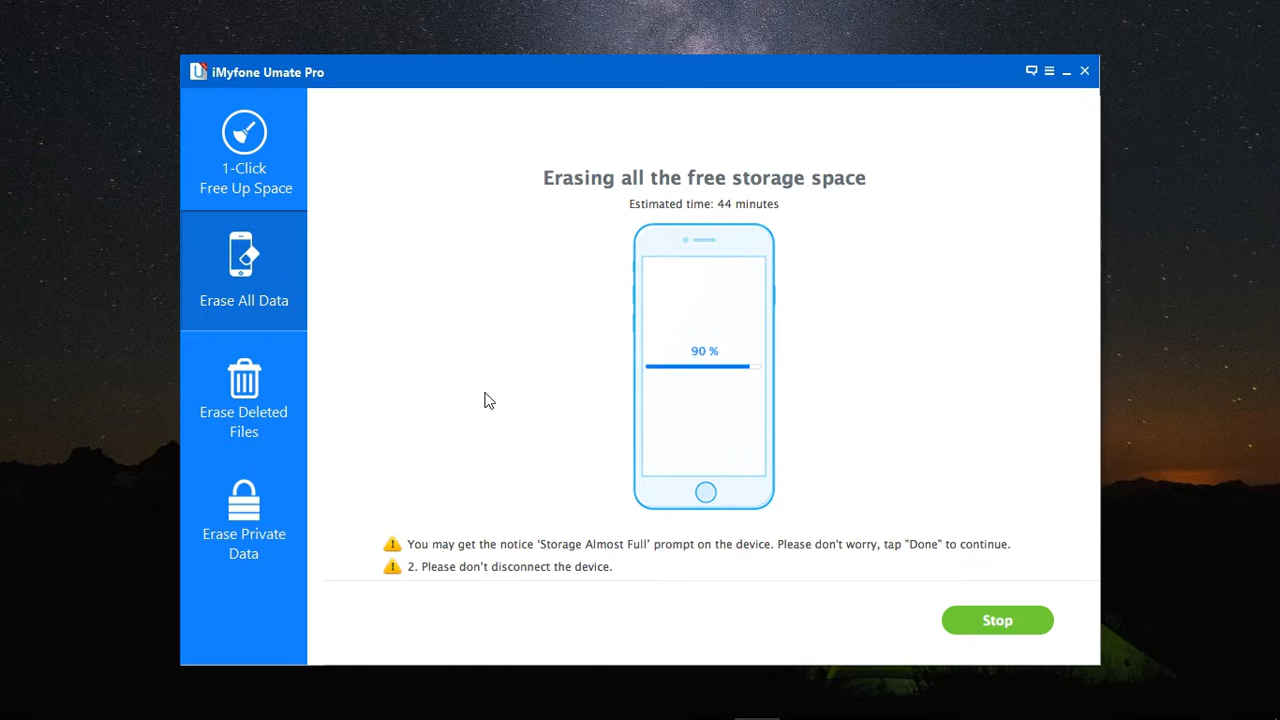 iMyfone Umate Pro
1-Click
Free Up Space
Erase All Data
Erase Deleted
Files
Erase Private
Data
Erasing all the free storage space
Estimated time: 44 minutes
90 %
You may get the notice ‘Storage Almost Full’ prompt on the device. Please don't worry, tap "Done" to continue.
2. Please don’t disconnect the device.
Stop